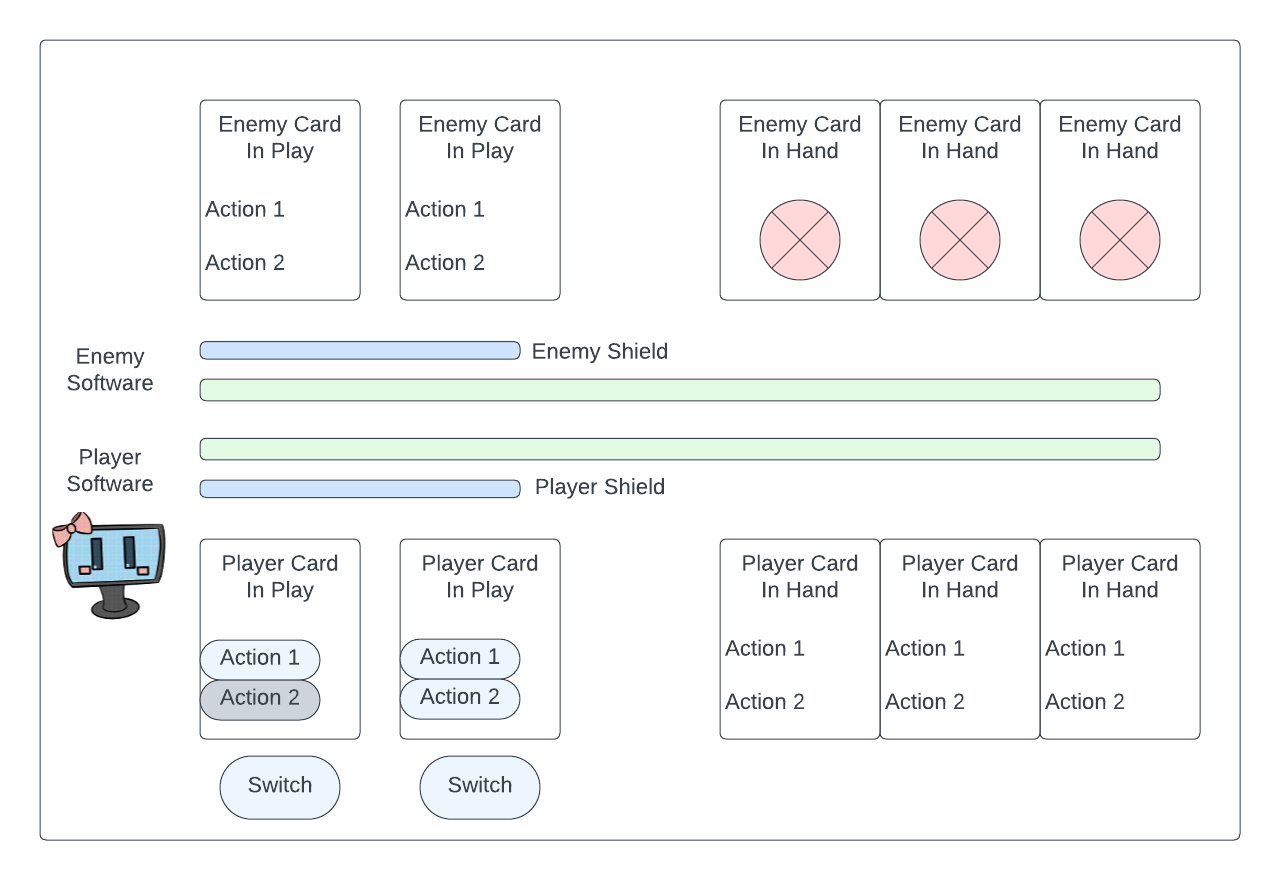 Enemy Card
In Play
Action 1
Action 2
Enemy Card
In Play
Action 1
Action 2
Enemy Card
In Hand
Enemy Card
In Hand
Enemy Card
In Hand
Enemy
Software
Enemy Shield
Player
Software
Player Shield
Player Card
In Play
Action 1
Action 2
Switch
Player Card
In Play
Action 1
Action 2
Switch
Player Card
In Hand
Action 1
Action 2
Player Card
In Hand
Action 1
Action 2
Player Card
In Hand
Action 1
Action 2